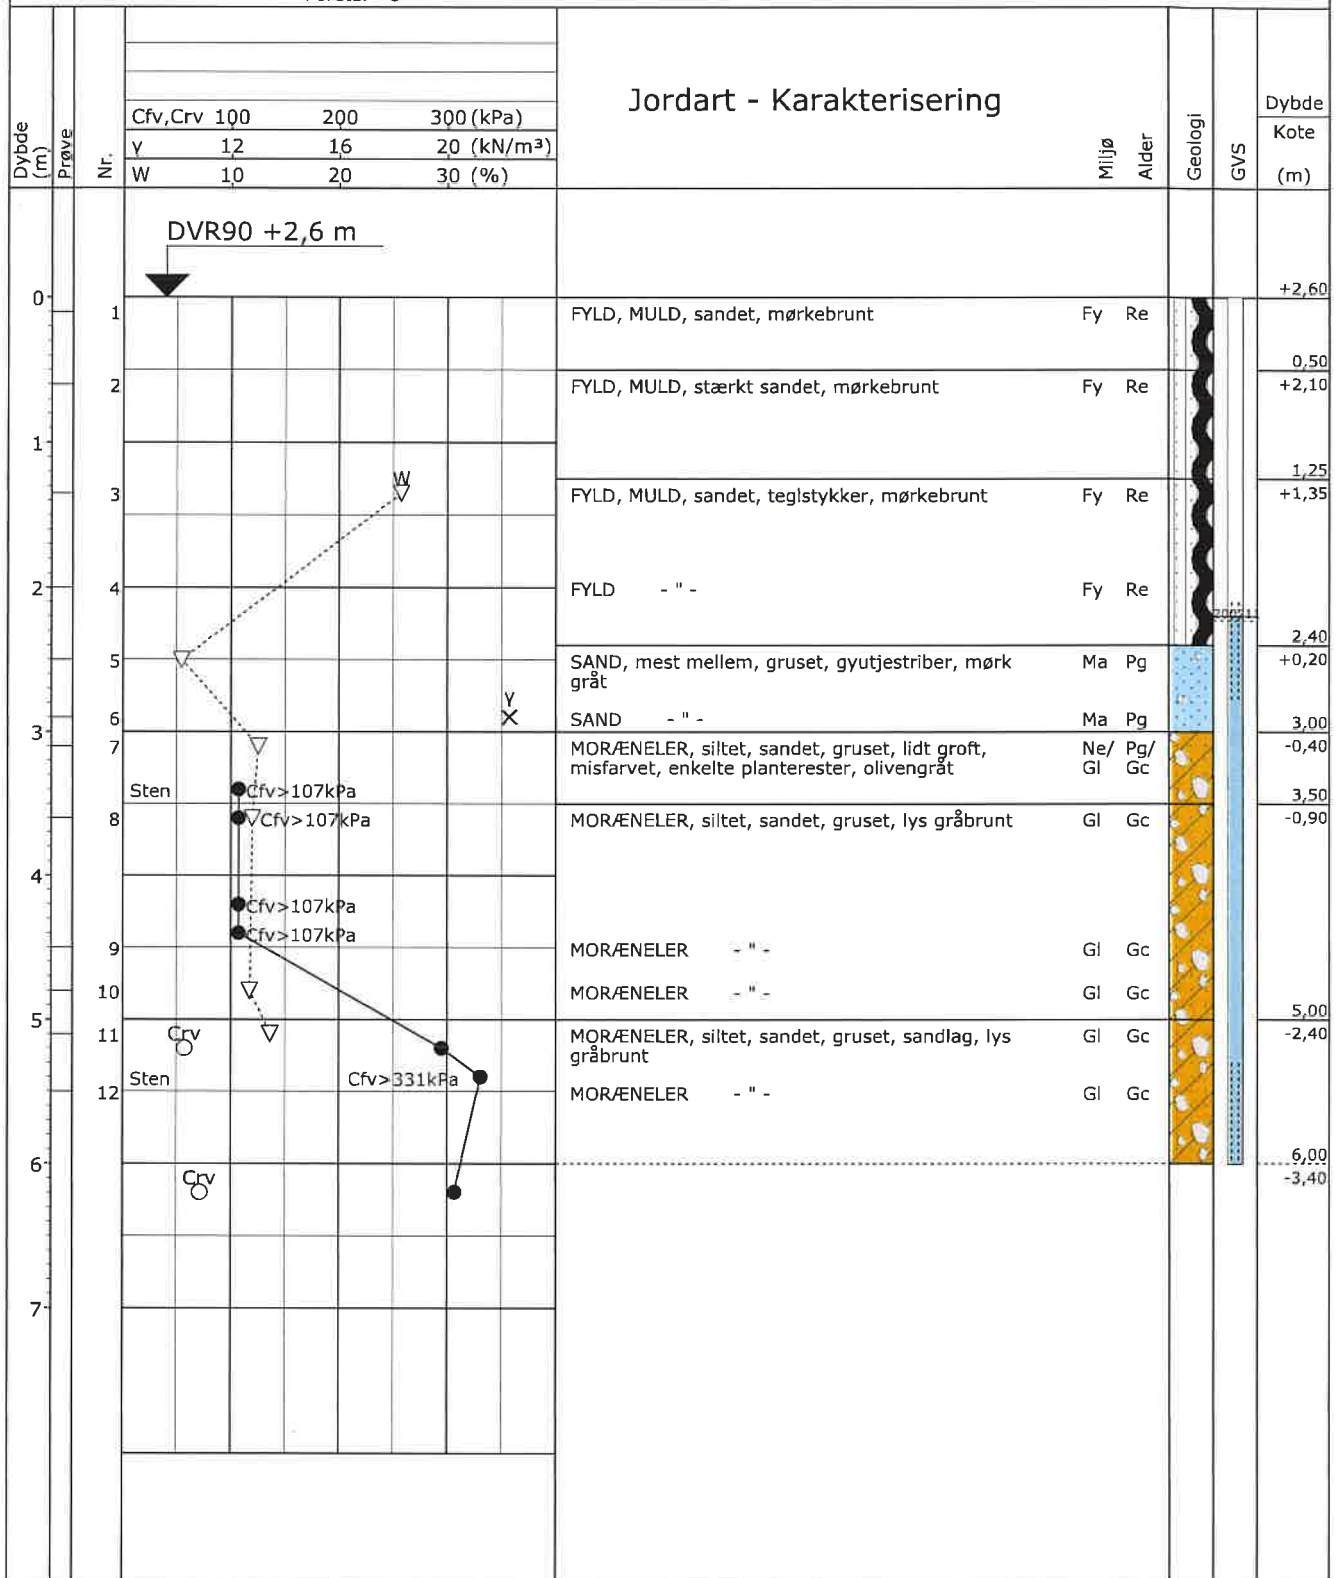 Jordart - Karakterisering
Dybde (m)
Prøve
Nr.
Cfv,Crv 100 200 300 (kPa)
γ 12 16 20 (kN/m³)
W 10 20 30 (%)
Miljø
Alder
Geologi
GVS
Dybde
Kote
(m)
DVR90 +2,6 m
0 +2,60
1 FYLD, MULD, sandet, mørkebrunt Fy Re
0,50
2 FYLD, MULD, stærkt sandet, mørkebrunt Fy Re +2,10
1
W 1,25
3 FYLD, MULD, sandet, teglstykker, mørkebrunt Fy Re +1,35
2 4 FYLD - " - Fy Re
2,40
5 SAND, mest mellem, gruset, gyutjestriber, mørk Ma Pg +0,20
gråt
γ
6 SAND - " - Ma Pg 3,00
3
7 MORÆNELER, siltet, sandet, gruset, lidt groft, Ne/ Pg/ -0,40
misfarvet, enkelte planterester, olivengråt Gl Gc
Sten Cfv>107kPa 3,50
8 Cfv>107kPa MORÆNELER, siltet, sandet, gruset, lys gråbrunt Gl Gc -0,90
4
Cfv>107kPa
Cfv>107kPa
9 MORÆNELER - " - Gl Gc
10 MORÆNELER - " - Gl Gc
5 5,00
11 Crv MORÆNELER, siltet, sandet, gruset, sandlag, lys Gl Gc -2,40
gråbrunt
Sten Cfv>331kPa
12 MORÆNELER - " - Gl Gc
6 6,00
Crv -3,40
7